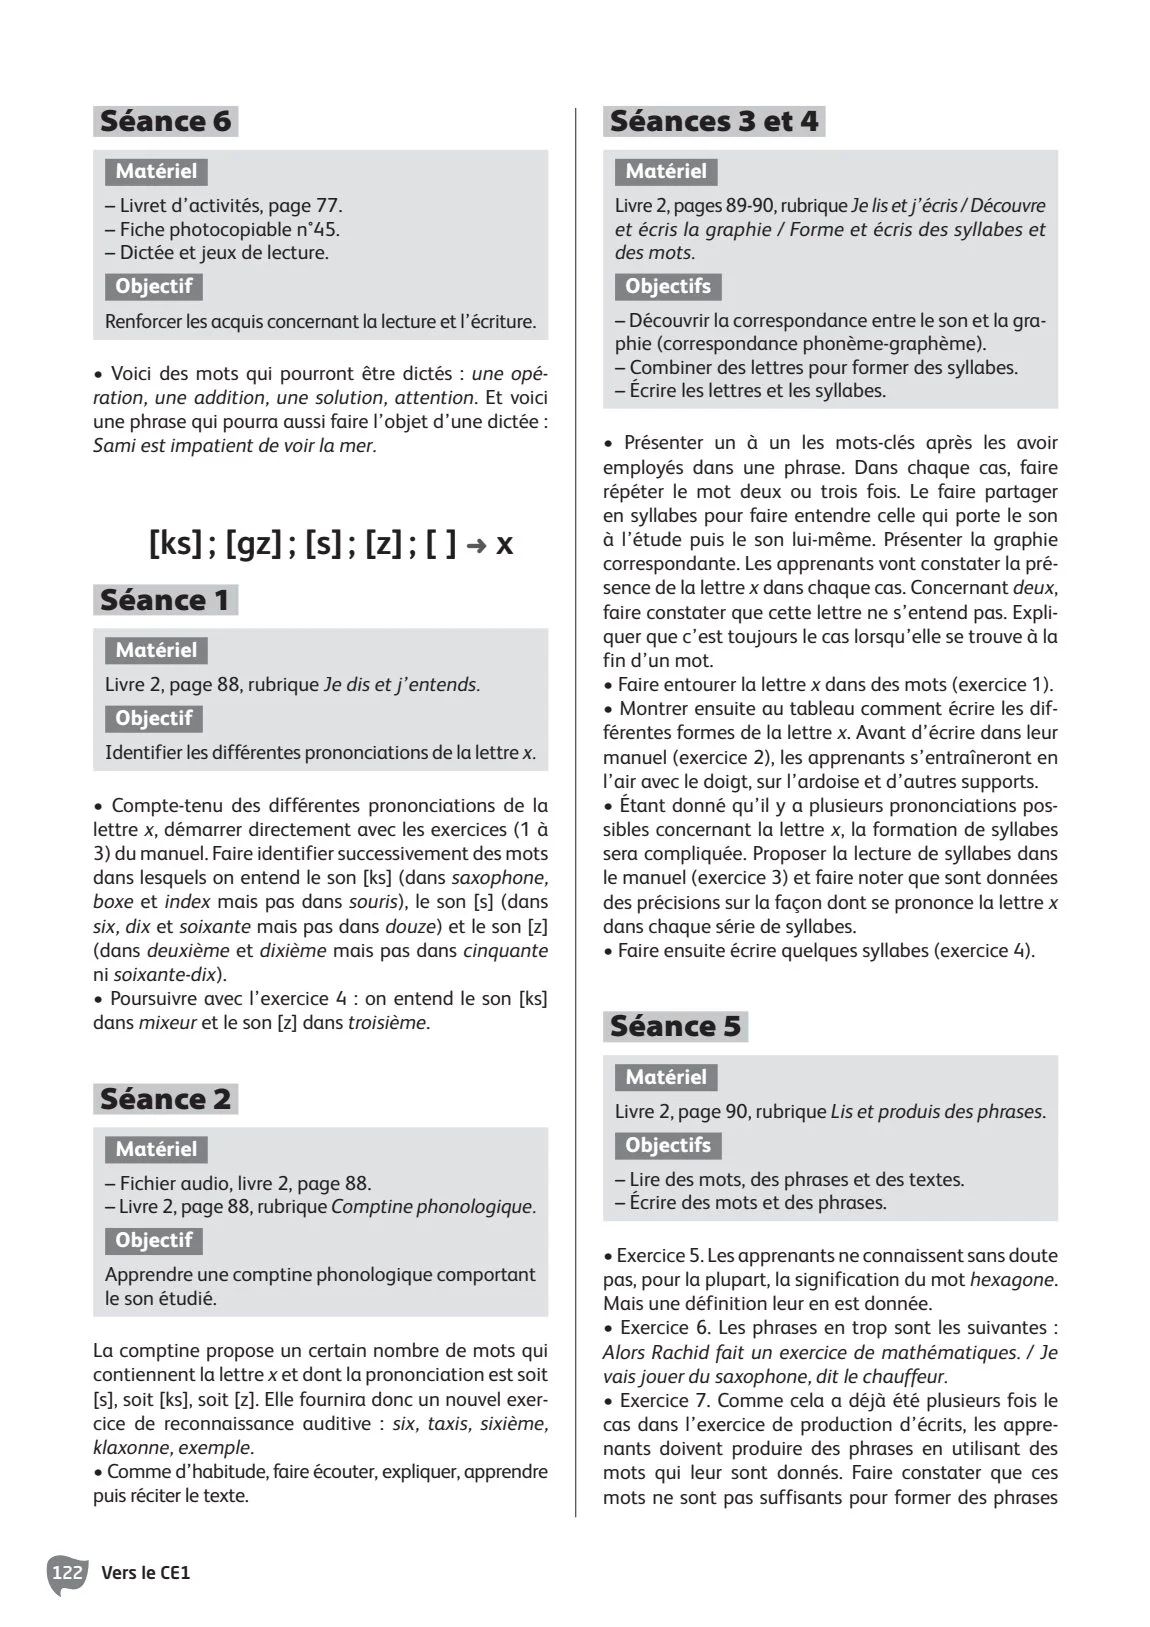 Séance 6
Matériel
– Livret d’activités, page 77.
– Fiche photocopiable n°45.
– Dictée et jeux de lecture.
Objectif
Renforcer les acquis concernant la lecture et l’écriture.
• Voici des mots qui pourront être dictés : une opé-
ration, une addition, une solution, attention. Et voici
une phrase qui pourra aussi faire l’objet d’une dictée :
Sami est impatient de voir la mer.
[ks] ; [gz] ; [s] ; [z] ; [ ] ➜ x
Séance 1
Matériel
Livre 2, page 88, rubrique Je dis et j’entends.
Objectif
Identifier les différentes prononciations de la lettre x.
• Compte-tenu des différentes prononciations de la
lettre x, démarrer directement avec les exercices (1 à
3) du manuel. Faire identifier successivement des mots
dans lesquels on entend le son [ks] (dans saxophone,
boxe et index mais pas dans souris), le son [s] (dans
six, dix et soixante mais pas dans douze) et le son [z]
(dans deuxième et dixième mais pas dans cinquante
ni soixante-dix).
• Poursuivre avec l’exercice 4 : on entend le son [ks]
dans mixeur et le son [z] dans troisième.
Séance 2
Matériel
– Fichier audio, livre 2, page 88.
– Livre 2, page 88, rubrique Comptine phonologique.
Objectif
Apprendre une comptine phonologique comportant
le son étudié.
La comptine propose un certain nombre de mots qui
contiennent la lettre x et dont la prononciation est soit
[s], soit [ks], soit [z]. Elle fournira donc un nouvel exer-
cice de reconnaissance auditive : six, taxis, sixième,
klaxonne, exemple.
• Comme d’habitude, faire écouter, expliquer, apprendre
puis réciter le texte.
Séances 3 et 4
Matériel
Livre 2, pages 89-90, rubrique Je lis et j’écris / Découvre
et écris la graphie / Forme et écris des syllabes et
des mots.
Objectifs
– Découvrir la correspondance entre le son et la gra-
phie (correspondance phonème-graphème).
– Combiner des lettres pour former des syllabes.
– Écrire les lettres et les syllabes.
• Présenter un à un les mots-clés après les avoir
employés dans une phrase. Dans chaque cas, faire
répéter le mot deux ou trois fois. Le faire partager
en syllabes pour faire entendre celle qui porte le son
à l’étude puis le son lui-même. Présenter la graphie
correspondante. Les apprenants vont constater la pré-
sence de la lettre x dans chaque cas. Concernant deux,
faire constater que cette lettre ne s’entend pas. Expli-
quer que c’est toujours le cas lorsqu’elle se trouve à la
fin d’un mot.
• Faire entourer la lettre x dans des mots (exercice 1).
• Montrer ensuite au tableau comment écrire les dif-
férentes formes de la lettre x. Avant d’écrire dans leur
manuel (exercice 2), les apprenants s’entraîneront en
l’air avec le doigt, sur l’ardoise et d’autres supports.
• Étant donné qu’il y a plusieurs prononciations pos-
sibles concernant la lettre x, la formation de syllabes
sera compliquée. Proposer la lecture de syllabes dans
le manuel (exercice 3) et faire noter que sont données
des précisions sur la façon dont se prononce la lettre x
dans chaque série de syllabes.
• Faire ensuite écrire quelques syllabes (exercice 4).
Séance 5
Matériel
Livre 2, page 90, rubrique Lis et produis des phrases.
Objectifs
– Lire des mots, des phrases et des textes.
– Écrire des mots et des phrases.
• Exercice 5. Les apprenants ne connaissent sans doute
pas, pour la plupart, la signification du mot hexagone.
Mais une définition leur en est donnée.
• Exercice 6. Les phrases en trop sont les suivantes :
Alors Rachid fait un exercice de mathématiques. / Je
vais jouer du saxophone, dit le chauffeur.
• Exercice 7. Comme cela a déjà été plusieurs fois le
cas dans l’exercice de production d’écrits, les appre-
nants doivent produire des phrases en utilisant des
mots qui leur sont donnés. Faire constater que ces
mots ne sont pas suffisants pour former des phrases
122 Vers le CE1